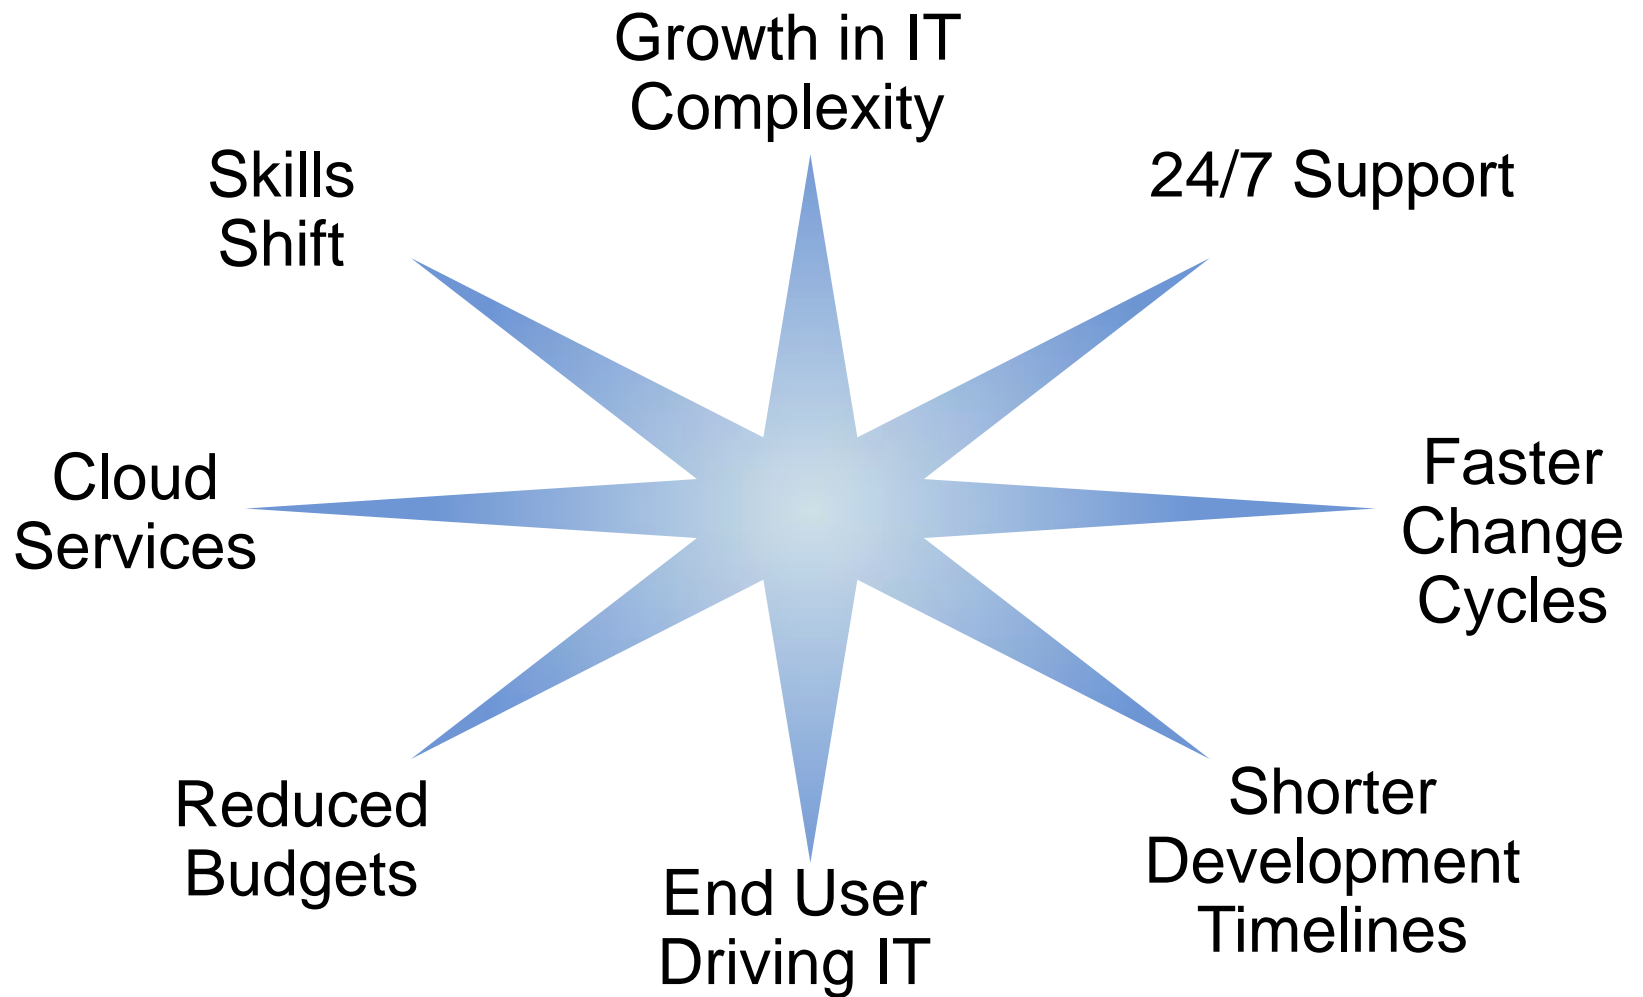 Growth in IT
Complexity
24/7 Support
Faster
Change
Cycles
Shorter
Development
Timelines
End User
Driving IT
Reduced
Budgets
Cloud
Services
Skills
Shift